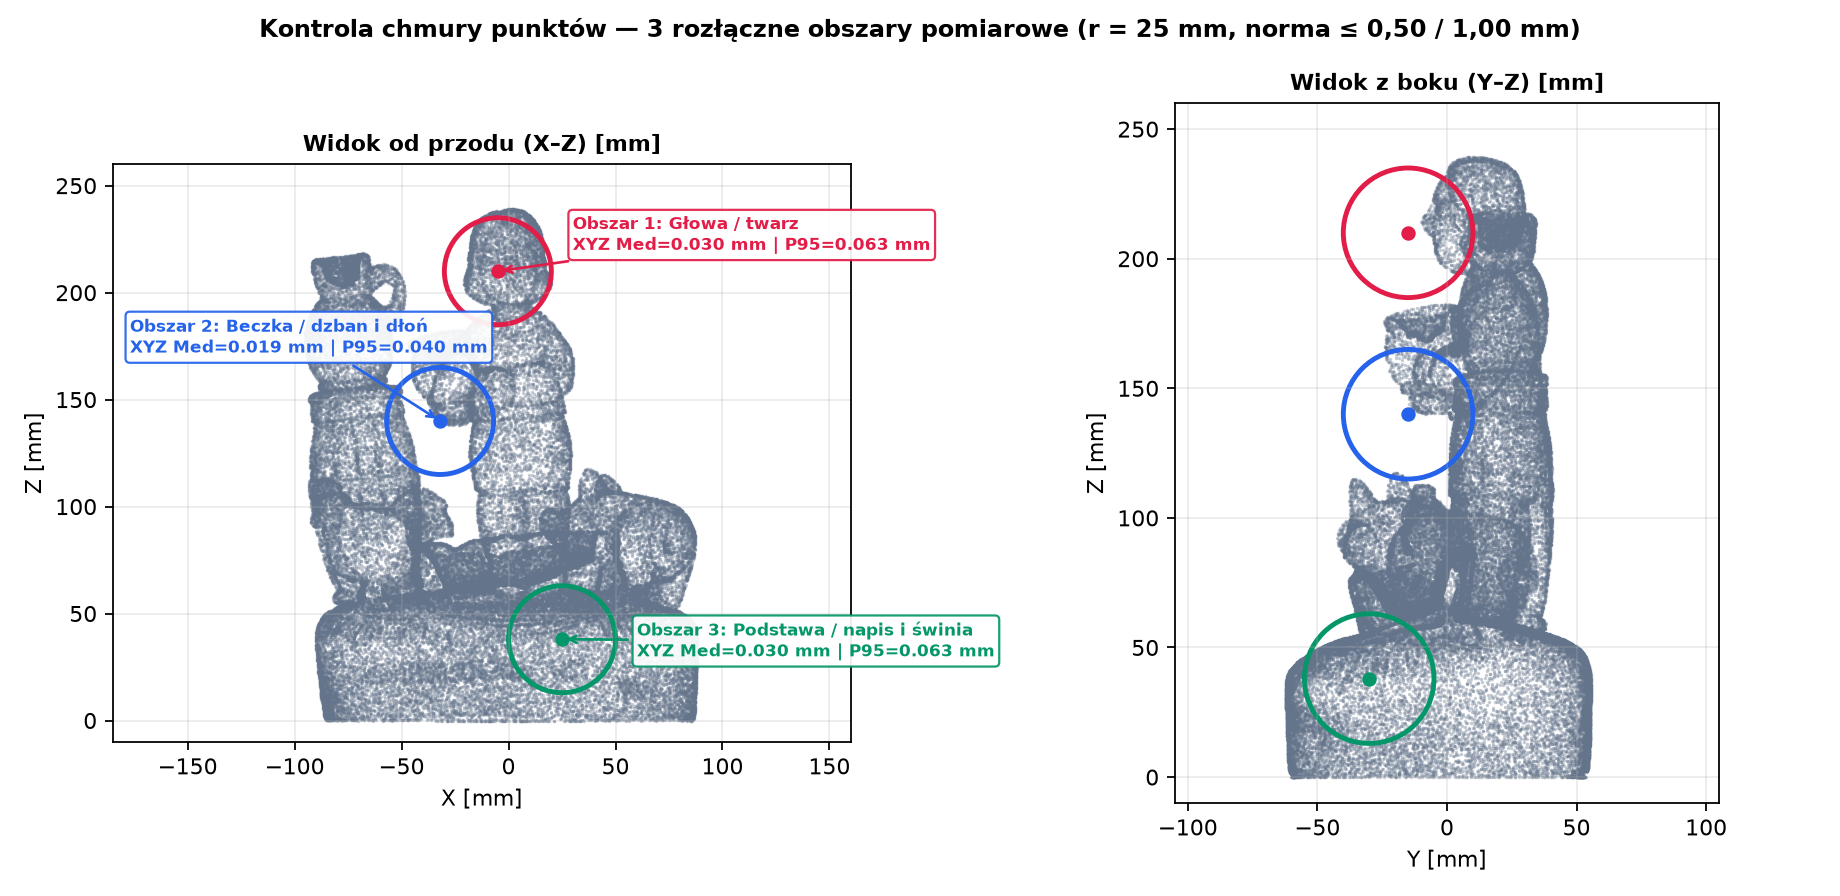 Kontrola chmury punktów — 3 rozłączne obszary pomiarowe (r = 25 mm, norma ≤ 0,50 / 1,00 mm)
Widok od przodu (X–Z) [mm]
250
200
150
100
50
0
Z [mm]
−150
−100
−50
0
50
100
150
X [mm]
Obszar 1: Głowa / twarz
XYZ Med=0.030 mm | P95=0.063 mm
Obszar 2: Beczka / dzban i dłoń
XYZ Med=0.019 mm | P95=0.040 mm
Obszar 3: Podstawa / napis i świnia
XYZ Med=0.030 mm | P95=0.063 mm
Widok z boku (Y–Z) [mm]
250
200
150
100
50
0
Z [mm]
−100
−50
0
50
100
Y [mm]